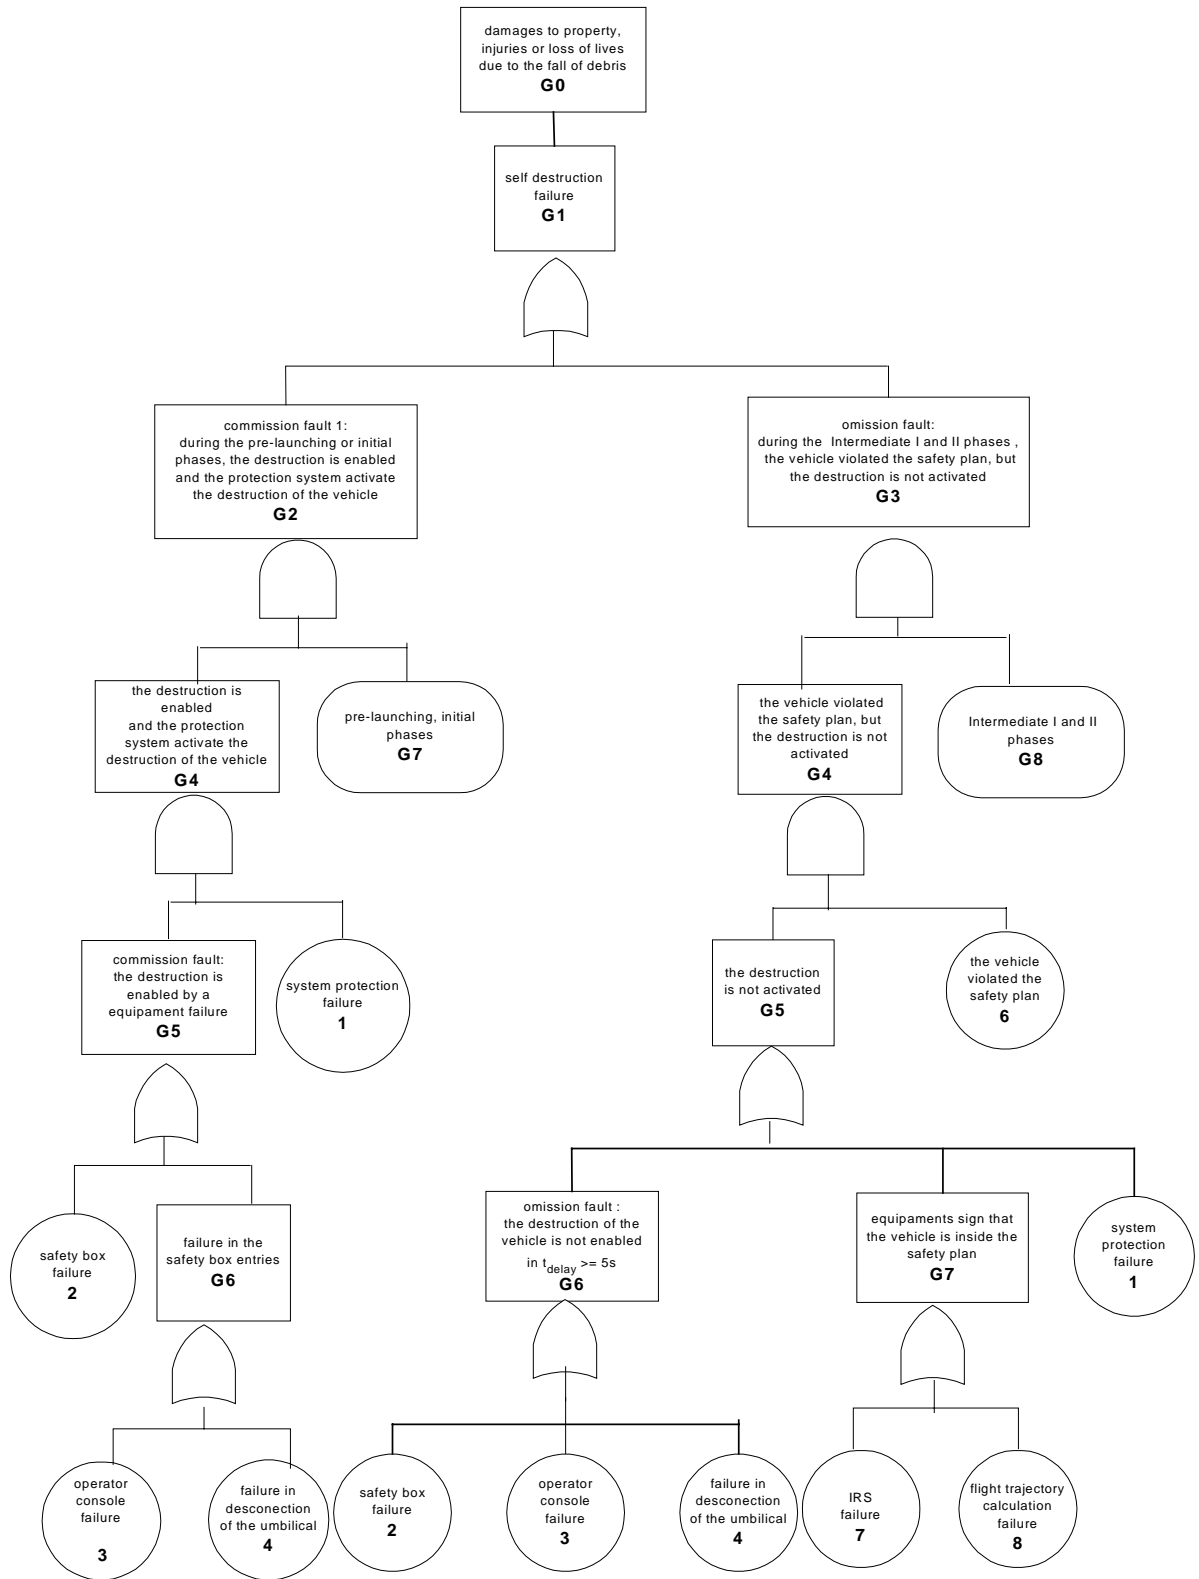 damages to property,
injuries or loss of lives
due to the fall of debris
G0
self destruction
failure
G1
commission fault 1:
during the pre-launching or initial
phases, the destruction is enabled
and the protection system activate
the destruction of the vehicle
G2
omission fault:
during the Intermediate I and II phases ,
the vehicle violated the safety plan, but
the destruction is not activated
G3
the destruction is
enabled
and the protection
system activate the
destruction of the vehicle
G4
pre-launching, initial
phases
G7
the vehicle violated
the safety plan, but
the destruction is not
activated
G4
Intermediate I and II
phases
G8
commission fault:
the destruction is
enabled by a
equipament failure
G5
system protection
failure
1
the destruction
is not activated
G5
the vehicle
violated the
safety plan
6
safety box
failure
2
failure in the
safety box entries
G6
omission fault :
the destruction of the
vehicle is not enabled
in tdelay >= 5s
G6
equipaments sign that
the vehicle is inside the
safety plan
G7
system
protection
failure
1
operator
console
failure
3
failure in
desconection
of the umbilical
4
safety box
failure
2
operator
console
failure
3
failure in
desconection
of the umbilical
4
IRS
failure
7
flight trajectory
calculation
failure
8